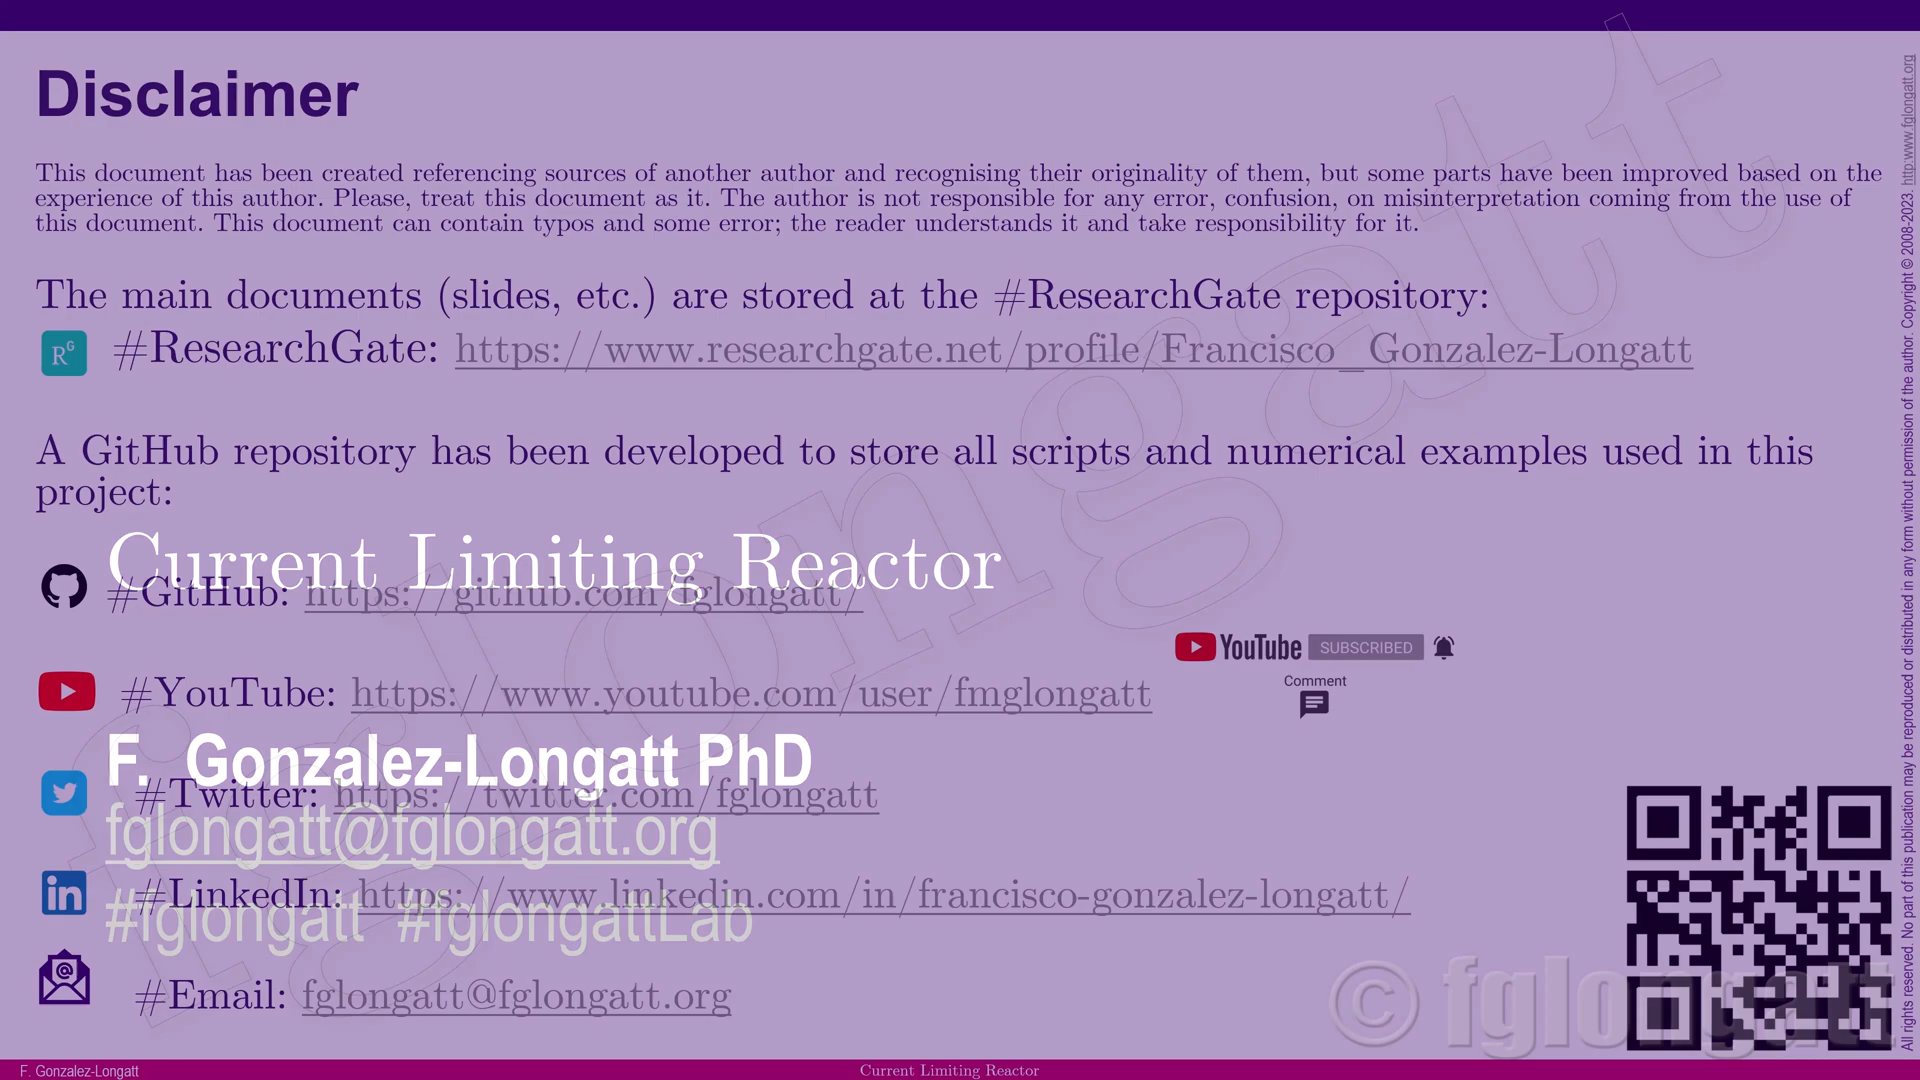 Disclaimer
This document has been created referencing sources of another author and recognising their originality of them, but some parts have been improved based on the
experience of this author. Please, treat this document as it. The author is not responsible for any error, confusion, on misinterpretation coming from the use of
this document. This document can contain typos and some error; the reader understands it and take responsibility for it.
The main documents (slides, etc.) are stored at the #ResearchGate repository:
RG #ResearchGate: https://www.researchgate.net/profile/Francisco_Gonzalez-Longatt
A GitHub repository has been developed to store all scripts and numerical examples used in this
project:
Current Limiting Reactor
#GitHub: https://github.com/fglongatt/
YouTube SUBSCRIBED
Comment
#YouTube: https://www.youtube.com/user/fmglongatt
F. Gonzalez-Longatt PhD
#Twitter: https://twitter.com/fglongatt
fglongatt@fglongatt.org
in #LinkedIn: https://www.linkedin.com/in/francisco-gonzalez-longatt/
#fglongatt #fglongattLab
#Email: fglongatt@fglongatt.org
© fglongatt
fglongatt
All rights reserved. No part of this publication may be reproduced or distributed in any form without permission of the author. Copyright © 2008-2023. http:www.fglongatt.org
F. Gonzalez-Longatt
Current Limiting Reactor